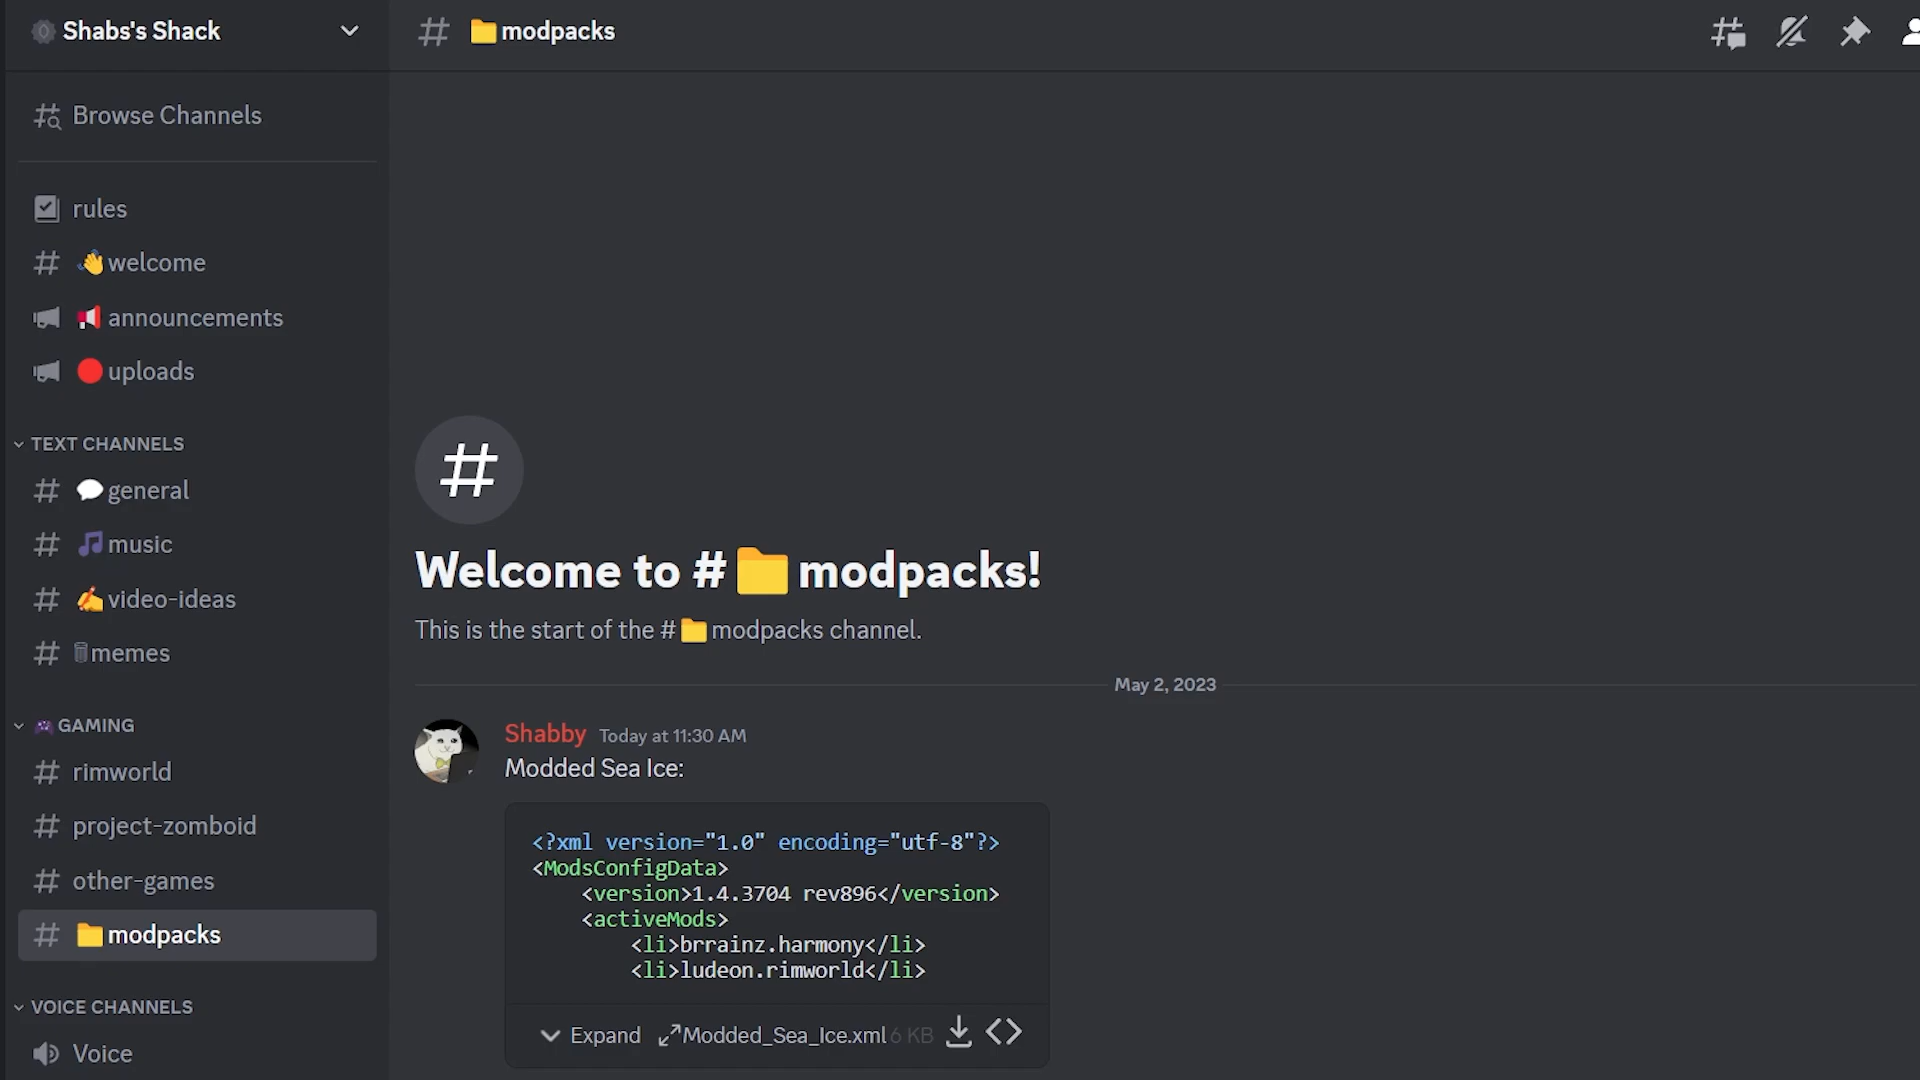 Shabs's Shack
modpacks
Browse Channels
rules
welcome
announcements
uploads
TEXT CHANNELS
general
music
video-ideas
memes
GAMING
rimworld
project-zomboid
other-games
modpacks
VOICE CHANNELS
Voice
Welcome to # modpacks!
This is the start of the # modpacks channel.
May 2, 2023
Shabby Today at 11:30 AM
Modded Sea Ice:
<?xml version="1.0" encoding="utf-8"?>
<ModsConfigData>
<version>1.4.3704 rev896</version>
<activeMods>
<li>brrainz.harmony</li>
<li>ludeon.rimworld</li>
Expand Modded_Sea_Ice.xml 6 KB